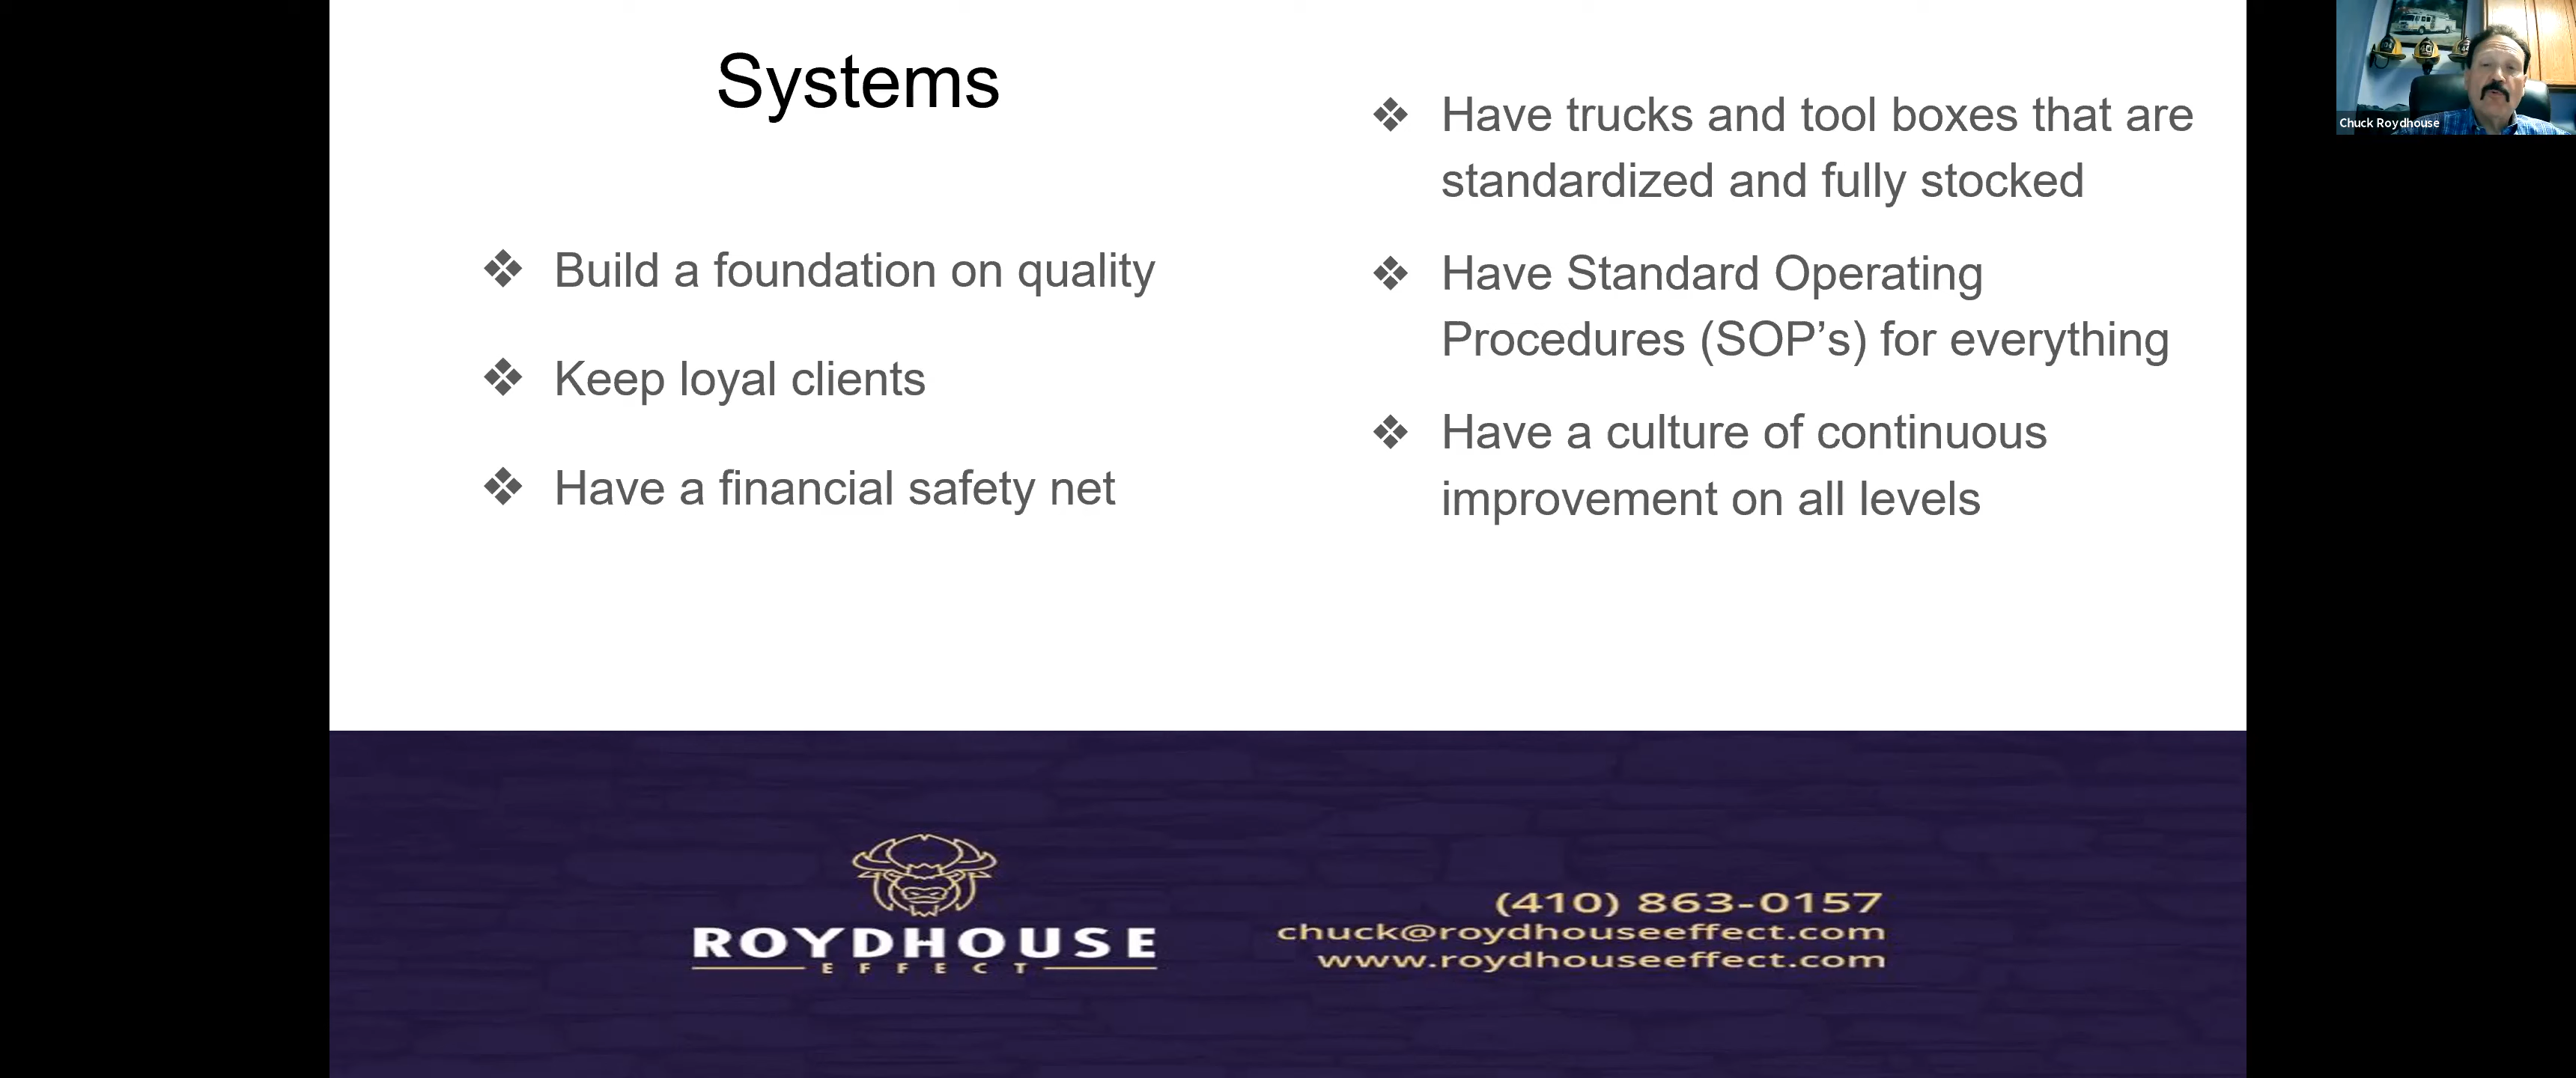 Systems
❖ Build a foundation on quality
❖ Keep loyal clients
❖ Have a financial safety net
❖ Have trucks and tool boxes that are
standardized and fully stocked
❖ Have Standard Operating
Procedures (SOP’s) for everything
❖ Have a culture of continuous
improvement on all levels
ROYDHOUSE
EFFECT
(410) 863-0157
chuck@roydhouseeffect.com
www.roydhouseeffect.com
Chuck Roydhouse